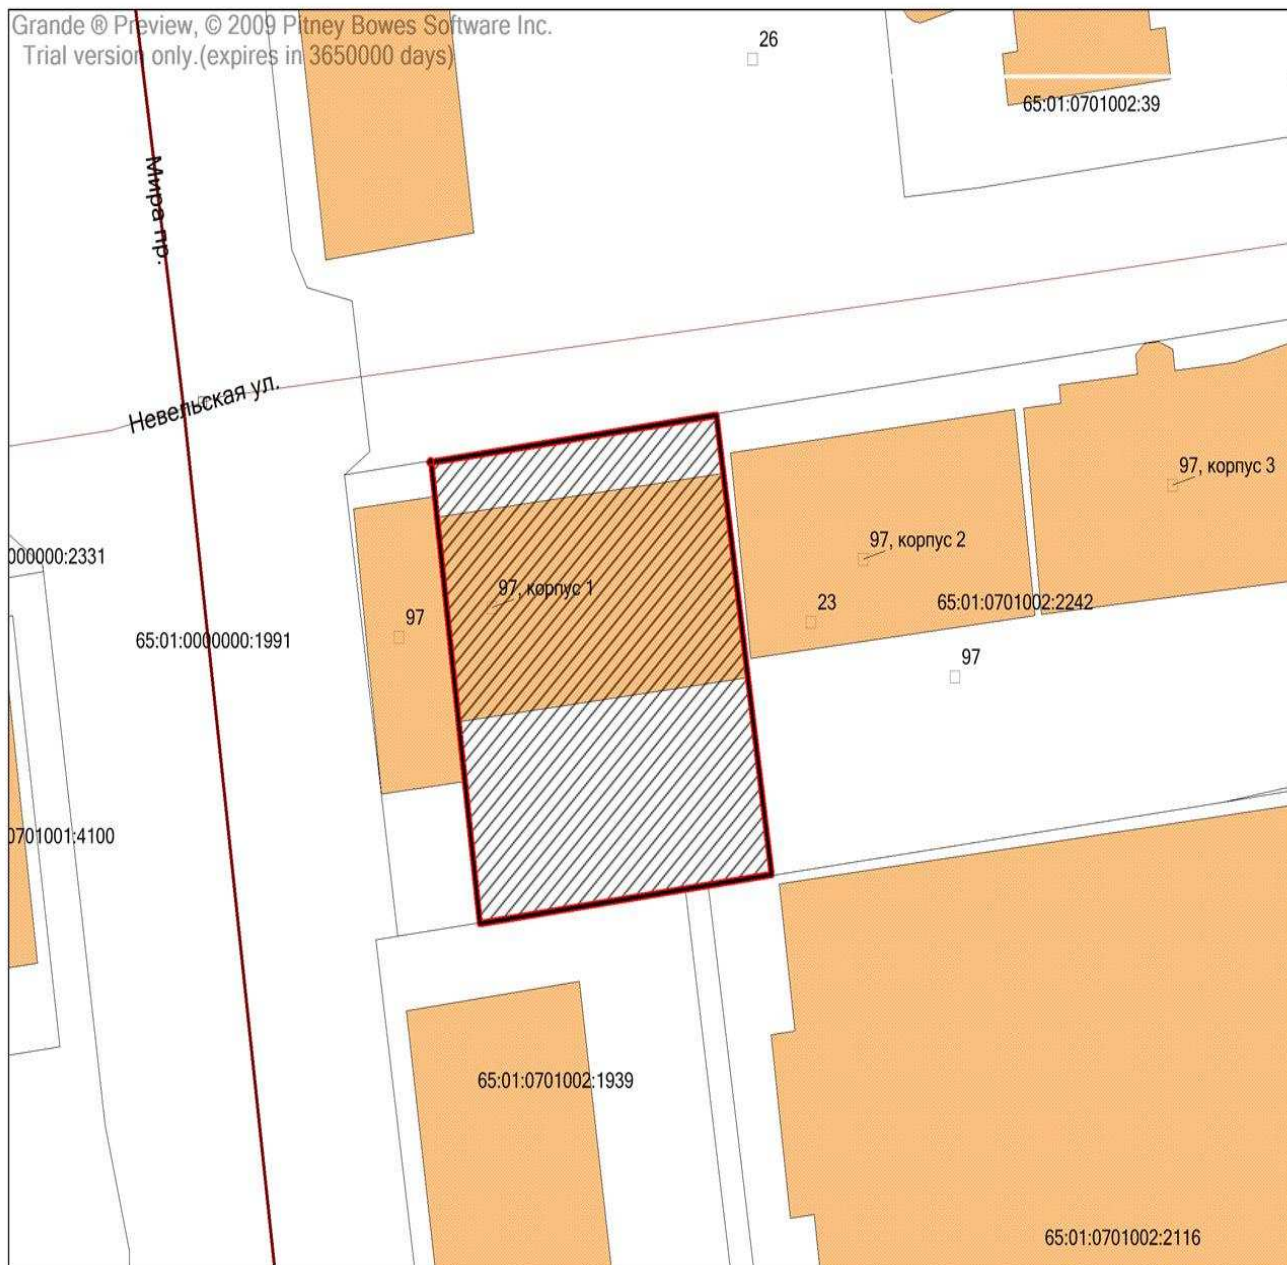 Grande ® Preview, © 2009 Pitney Bowes Software Inc.
Trial version only.(expires in 3650000 days)
26
65:01:0701002:39
Мира пр.
Невельская ул.
97, корпус 3
97, корпус 2
000000:2331
97, корпус 1
23
65:01:0701002:2242
97
65:01:0000000:1991
97
0701001:4100
65:01:0701002:1939
65:01:0701002:2116